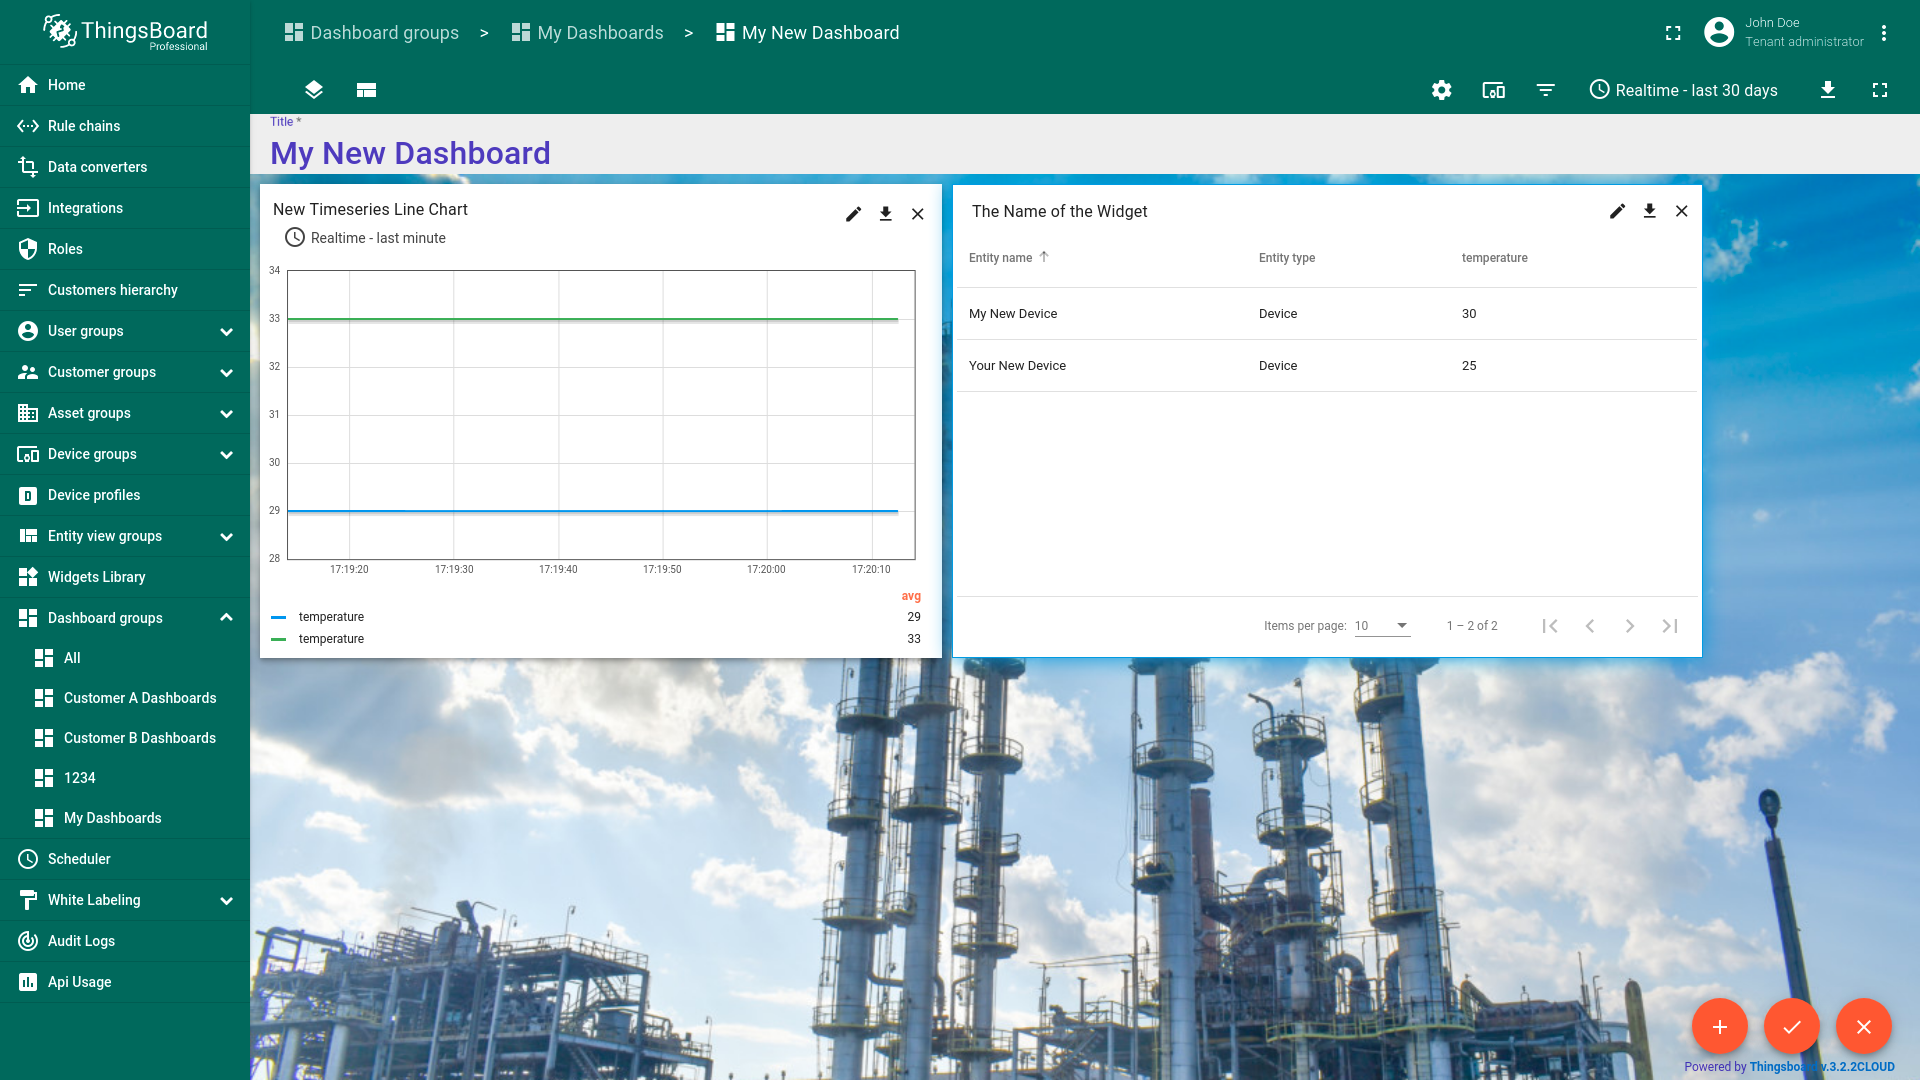 ThingsBoard
Professional
Dashboard groups > My Dashboards > My New Dashboard
John Doe
Tenant administrator
Realtime - last 30 days
Home
Rule chains
Data converters
Integrations
Roles
Customers hierarchy
User groups
Customer groups
Asset groups
Device groups
Device profiles
Entity view groups
Widgets Library
Dashboard groups
All
Customer A Dashboards
Customer B Dashboards
1234
My Dashboards
Scheduler
White Labeling
Audit Logs
Api Usage
Title *
My New Dashboard
New Timeseries Line Chart
Realtime - last minute
34
33
32
31
30
29
28
17:19:20 17:19:30 17:19:40 17:19:50 17:20:00 17:20:10
avg
temperature 29
temperature 33
The Name of the Widget
Entity name Entity type temperature
My New Device Device 30
Your New Device Device 25
Items per page: 10 1 – 2 of 2
Powered by Thingsboard v.3.2.2CLOUD